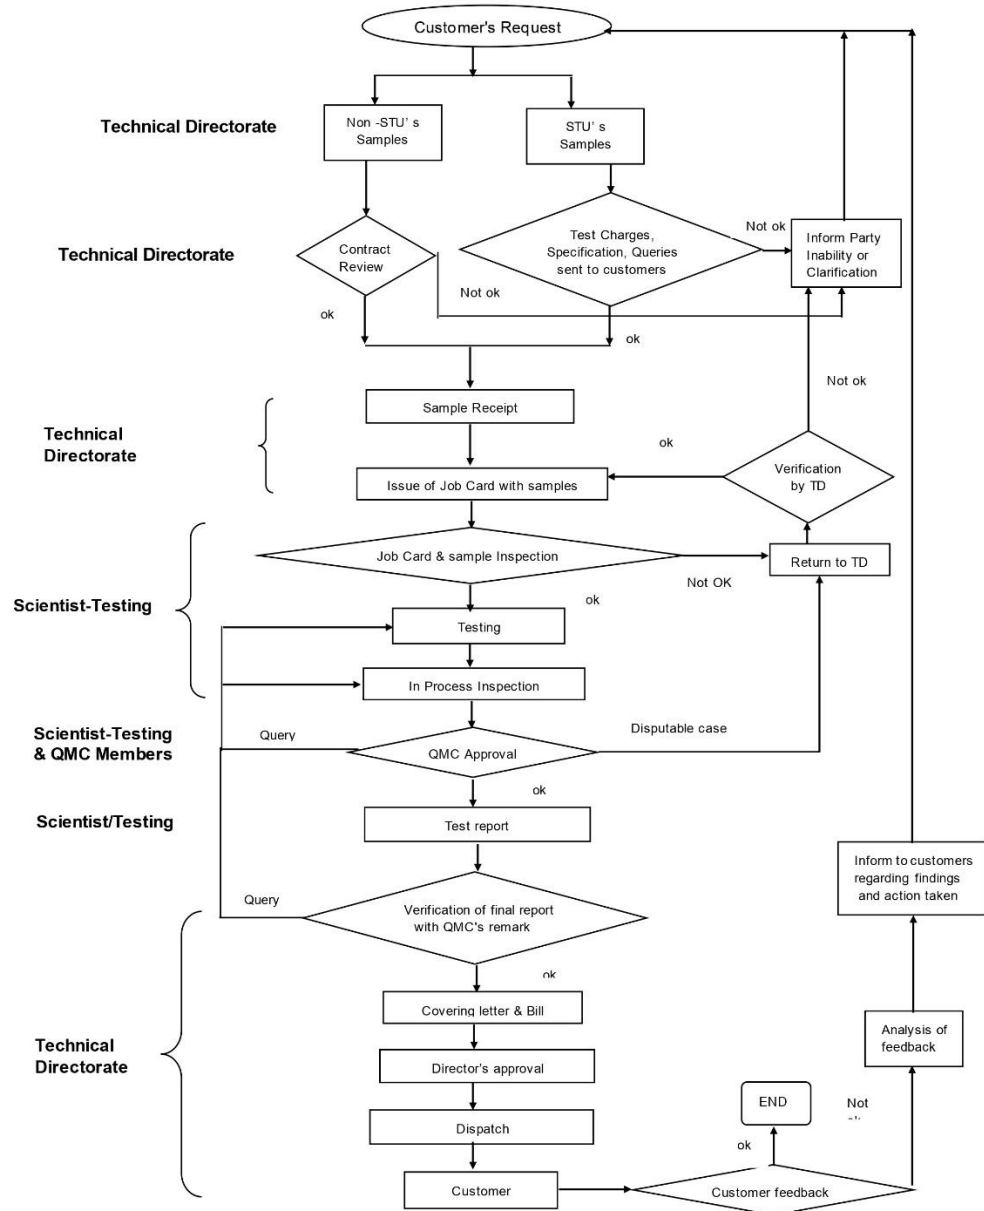 Customer's Request
Technical Directorate
Non -STU' s
Samples
STU' s
Samples
Technical Directorate
Contract
Review
Test Charges,
Specification, Queries
sent to customers
Not ok
Inform Party
Inability or
Clarification
Not ok
ok
ok
Not ok
Technical
Directorate
Sample Receipt
ok
Verification
by TD
Issue of Job Card with samples
Job Card & sample Inspection
Return to TD
Not OK
Scientist-Testing
ok
Testing
In Process Inspection
Scientist-Testing
& QMC Members
Query
QMC Approval
Disputable case
ok
Scientist/Testing
Test report
Inform to customers
regarding findings
and action taken
Query
Verification of final report
with QMC's remark
ok
Technical
Directorate
Covering letter & Bill
Analysis of
feedback
Director's approval
END
Not
ok
Dispatch
ok
Customer
Customer feedback